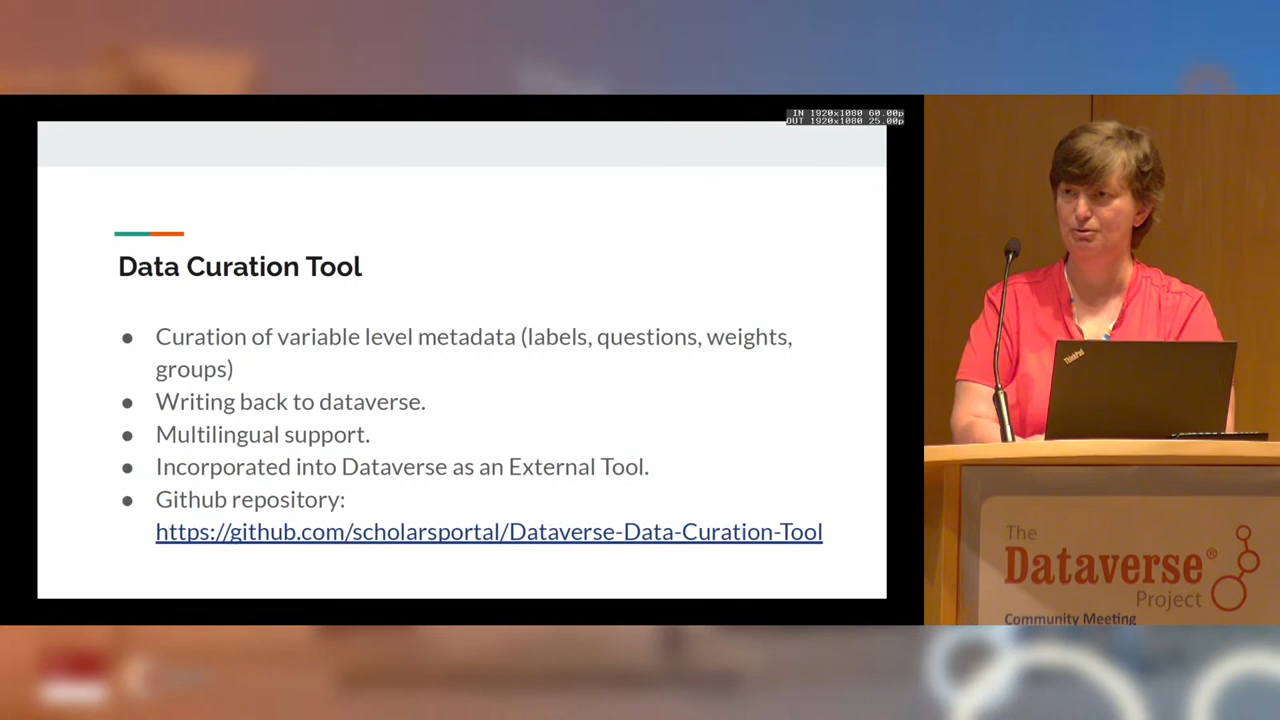 IN 1920x1080 60.00p
OUT 1920x1080 25.00p
Data Curation Tool
● Curation of variable level metadata (labels, questions, weights,
groups)
● Writing back to dataverse.
● Multilingual support.
● Incorporated into Dataverse as an External Tool.
● Github repository:
https://github.com/scholarsportal/Dataverse-Data-Curation-Tool
ThinkPad
The
Dataverse®
Project
Community Meeting